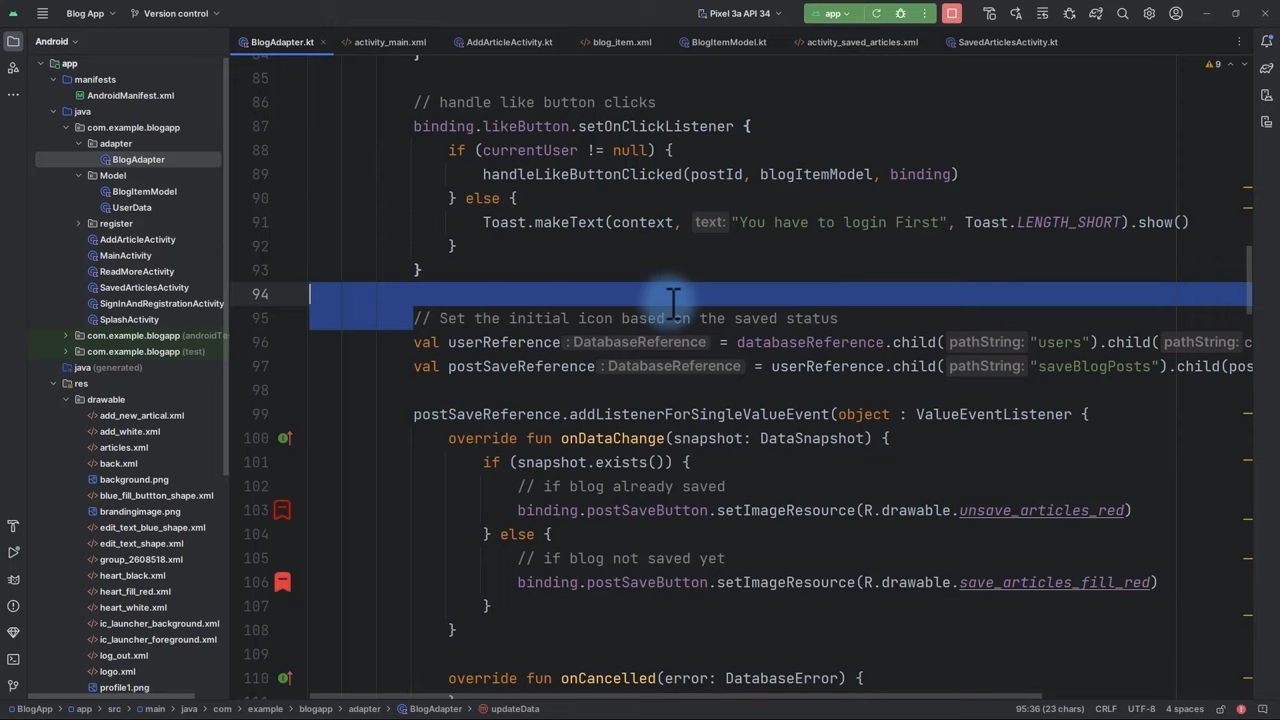 Blog App
Version control
Pixel 3a API 34
app
Android
BlogAdapter.kt
activity_main.xml
AddArticleActivity.kt
blog_item.xml
BlogItemModel.kt
activity_saved_articles.xml
SavedArticlesActivity.kt
app
manifests
AndroidManifest.xml
java
com.example.blogapp
adapter
BlogAdapter
Model
BlogItemModel
UserData
register
AddArticleActivity
MainActivity
ReadMoreActivity
SavedArticlesActivity
SignInAndRegistrationActivity
SplashActivity
com.example.blogapp (androidTe
com.example.blogapp (test)
java (generated)
res
drawable
add_new_artical.xml
add_white.xml
articles.xml
back.xml
background.png
blue_fill_buttton_shape.xml
brandingimage.png
edit_text_blue_shape.xml
edit_text_shape.xml
group_2608518.xml
heart_black.xml
heart_fill_red.xml
heart_white.xml
ic_launcher_background.xml
ic_launcher_foreground.xml
log_out.xml
logo.xml
profile1.png
9
84 }
85
86 // handle like button clicks
87 binding.likeButton.setOnClickListener {
88 if (currentUser != null) {
89 handleLikeButtonClicked(postId, blogItemModel, binding)
90 } else {
91 Toast.makeText(context, text: "You have to login First", Toast.LENGTH_SHORT).show()
92 }
93 }
94
95 // Set the initial icon based on the saved status
96 val userReference : DatabaseReference = databaseReference.child( pathString: "users").child( pathString: c
97 val postSaveReference : DatabaseReference = userReference.child( pathString: "saveBlogPosts").child(pos
98
99 postSaveReference.addListenerForSingleValueEvent(object : ValueEventListener {
100 override fun onDataChange(snapshot: DataSnapshot) {
101 if (snapshot.exists()) {
102 // if blog already saved
103 binding.postSaveButton.setImageResource(R.drawable.unsave_articles_red)
104 } else {
105 // if blog not saved yet
106 binding.postSaveButton.setImageResource(R.drawable.save_articles_fill_red)
107 }
108 }
109
110 override fun onCancelled(error: DatabaseError) {
BlogApp
app
src
main
java
com
example
blogapp
adapter
BlogAdapter
updateData
95:36 (23 chars)
CRLF
UTF-8
4 spaces